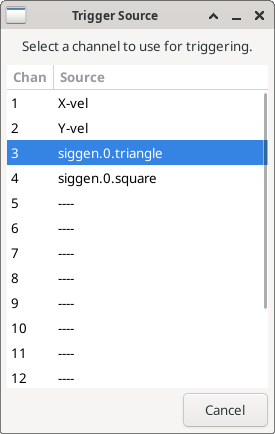 Trigger Source
Select a channel to use for triggering.
Chan Source
1 X-vel
2 Y-vel
3 siggen.0.triangle
4 siggen.0.square
5 ----
6 ----
7 ----
8 ----
9 ----
10 ----
11 ----
12 ----
Cancel